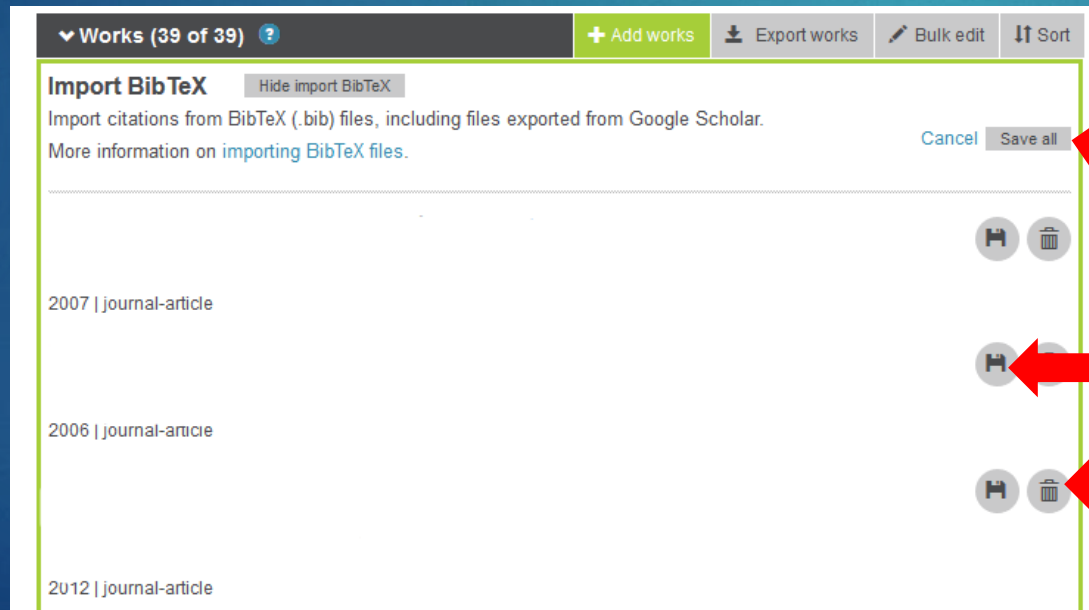 Works (39 of 39) ?
Add works
Export works
Bulk edit
Sort
Import BibTeX
Hide import BibTeX
Import citations from BibTeX (.bib) files, including files exported from Google Scholar.
More information on importing BibTeX files.
Cancel
Save all
2007 | journal-article
2006 | journal-article
2012 | journal-article